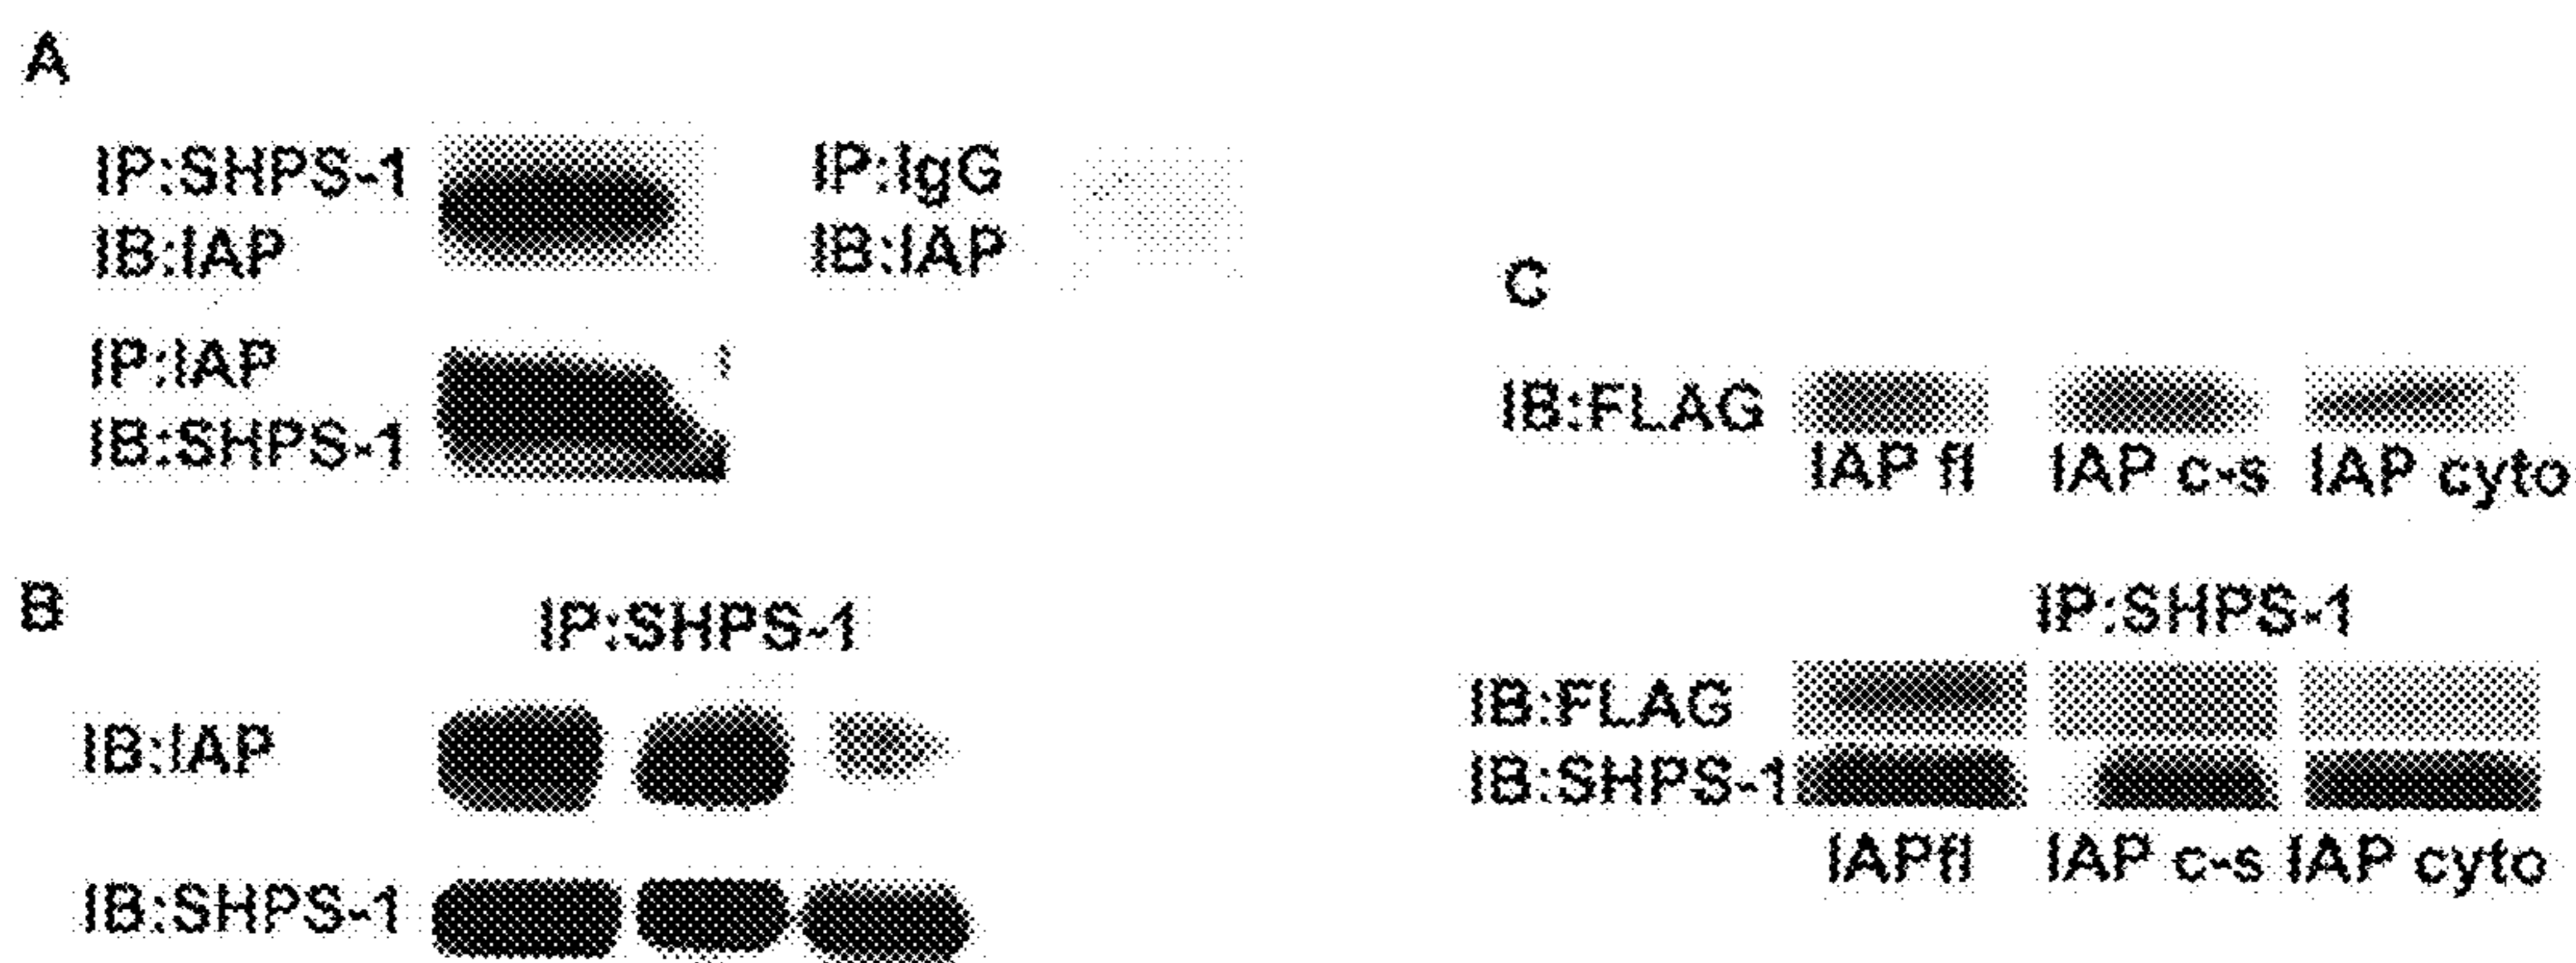 A
IP:SHPS-1
IB:IAP
IP:IgG
IB:IAP
IP:IAP
IB:SHPS-1
B
IP:SHPS-1
IB:IAP
IB:SHPS-1
C
IB:FLAG
IAP fl IAP c-s IAP cyto
IP:SHPS-1
IB:FLAG
IB:SHPS-1
IAPfl IAP c-s IAP cyto